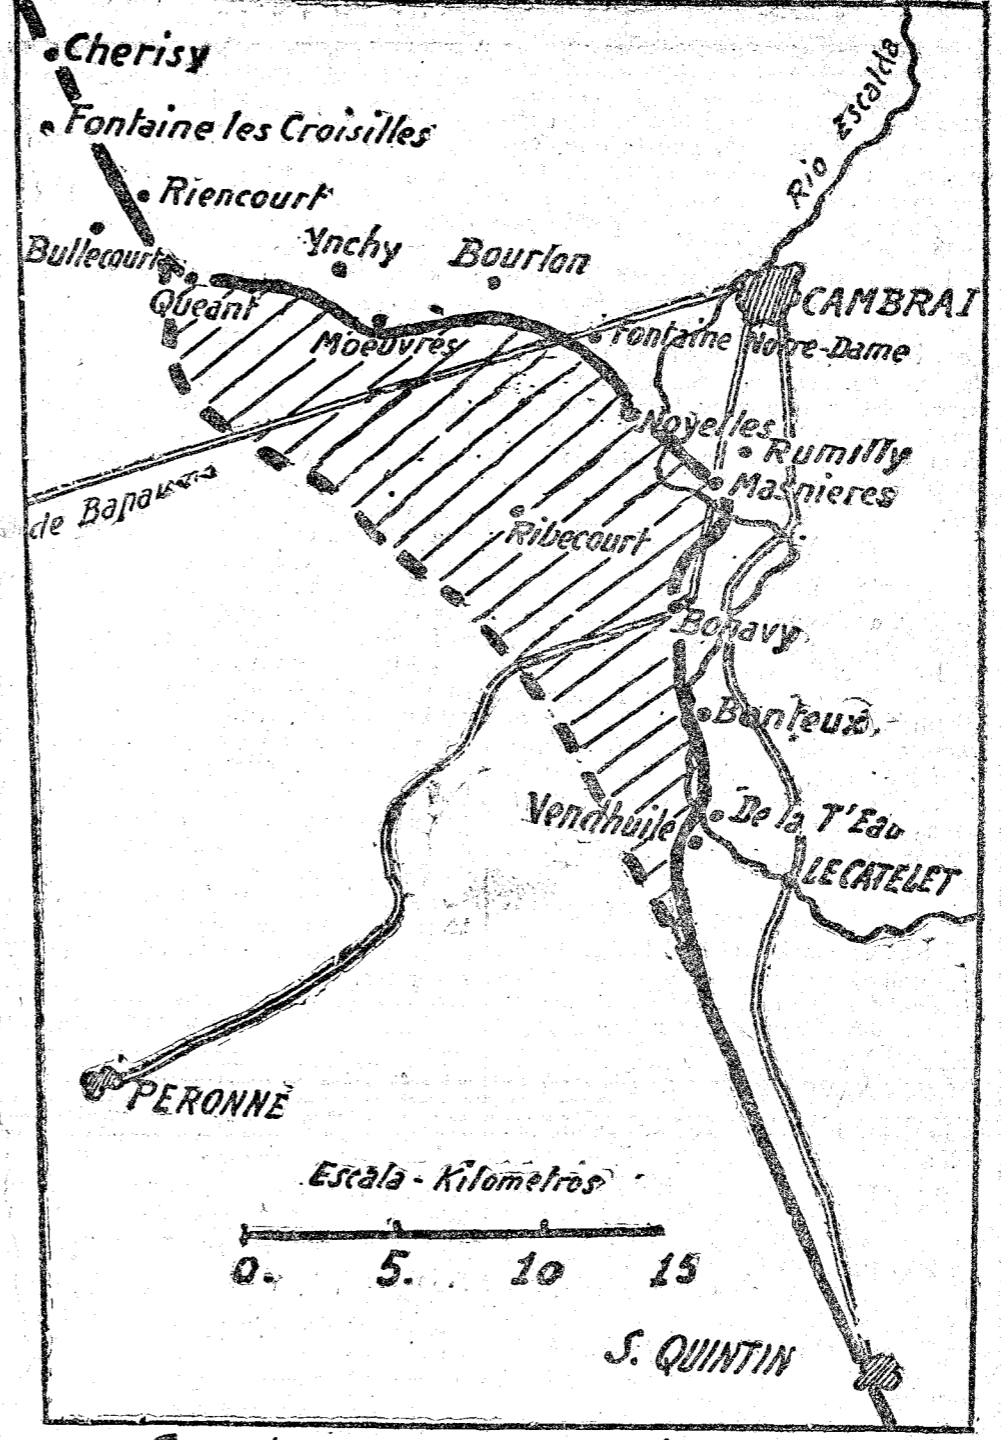 Cherisy
Fontaine les Croisilles
Riencourt
Rio Escalda
Bullecourt
Ynchy
Bourlon
Queant
CAMBRAI
Moeuvres
Fontaine Notre-Dame
Noyelles
Rumilly
Masnieres
de
Ribecourt
Bonavy
Banteux
Vendhuile
De la T'Eau
LE CATELET
PERONNE
Escala - Kilometros
0. 5. 10 15
S. QUINTIN